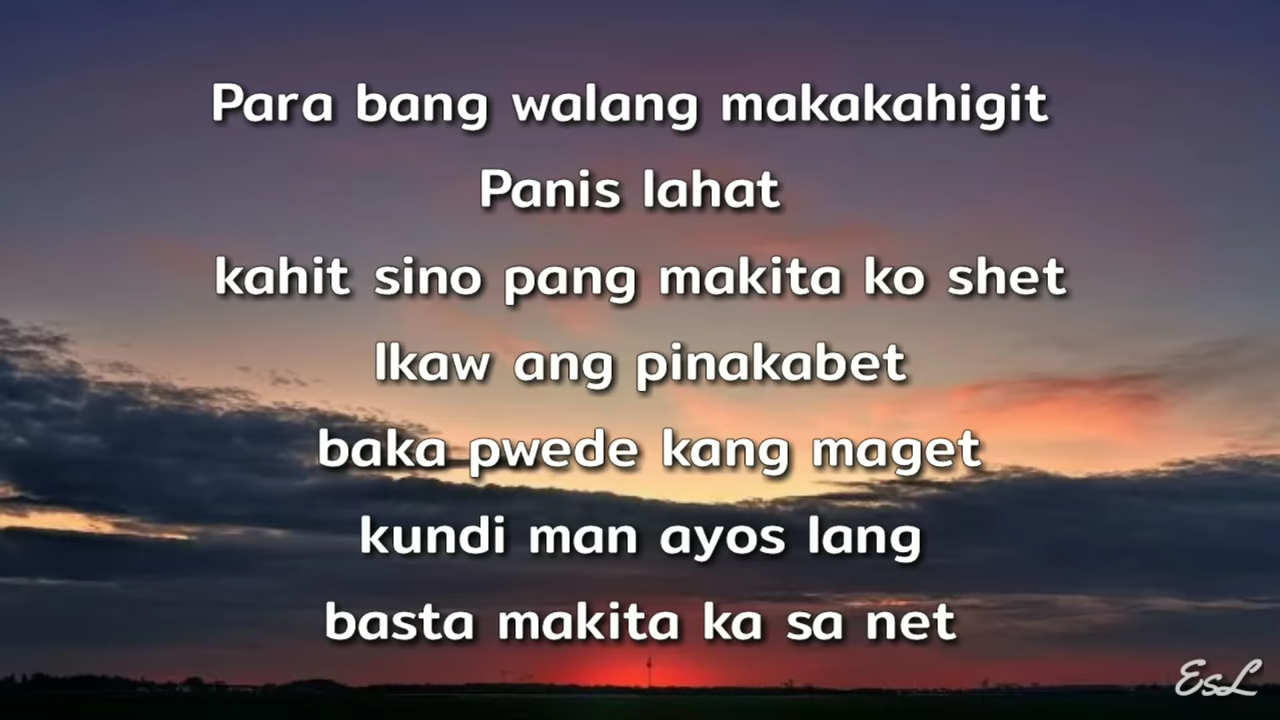 Para bang walang makakahigit
Panis lahat
kahit sino pang makita ko shet
Ikaw ang pinakabet
baka pwede kang maget
kundi man ayos lang
basta makita ka sa net
EsL